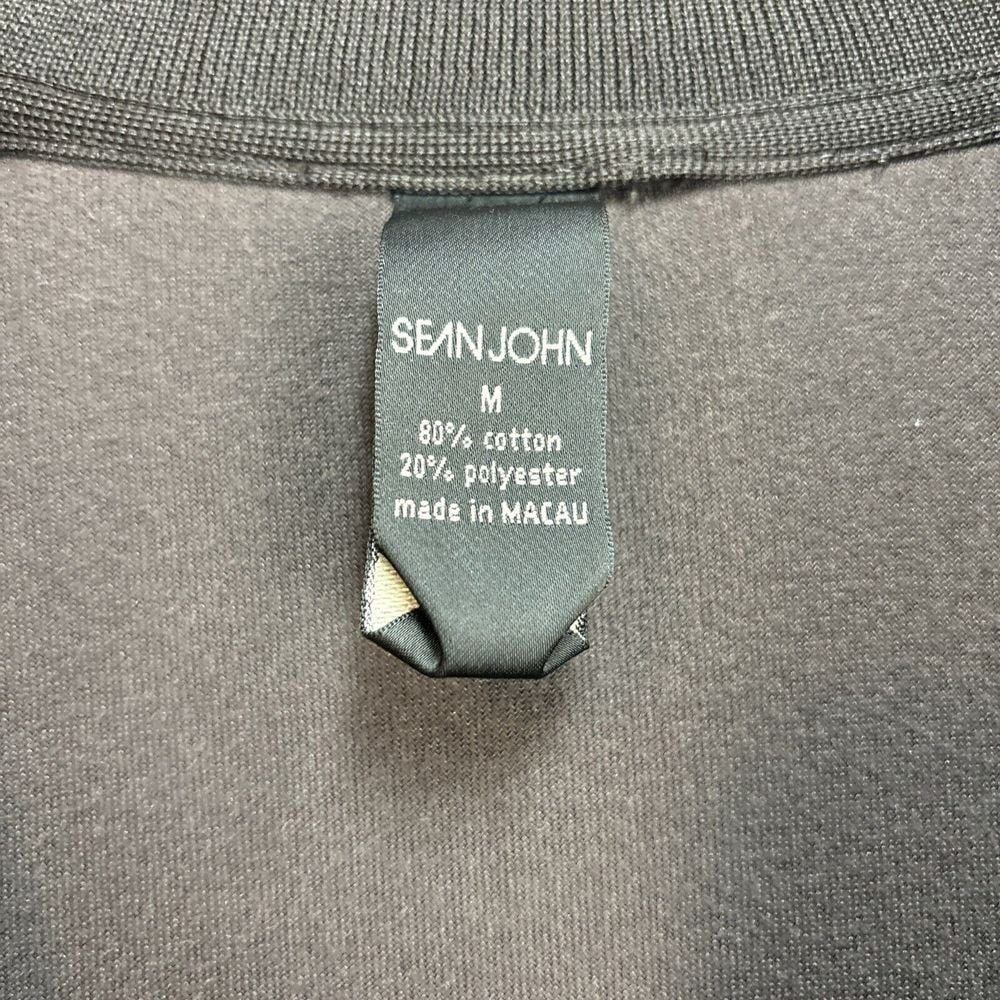 SEAN JOHN
M
80% cotton
20% polyester
made in MACAU